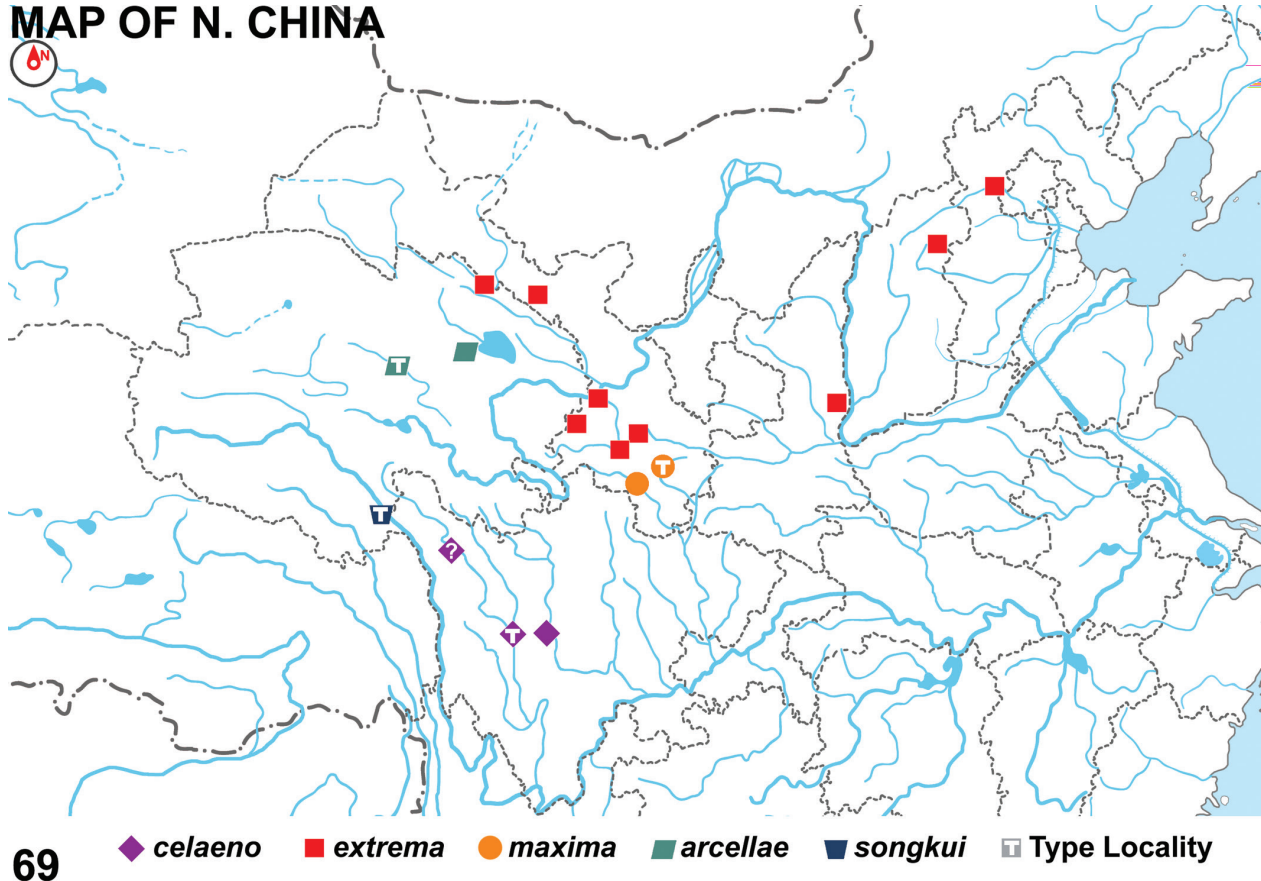 MAP OF N. CHINA
N
T
T
T
?
T
celaeno extrema maxima arcellae songkui T Type Locality
69